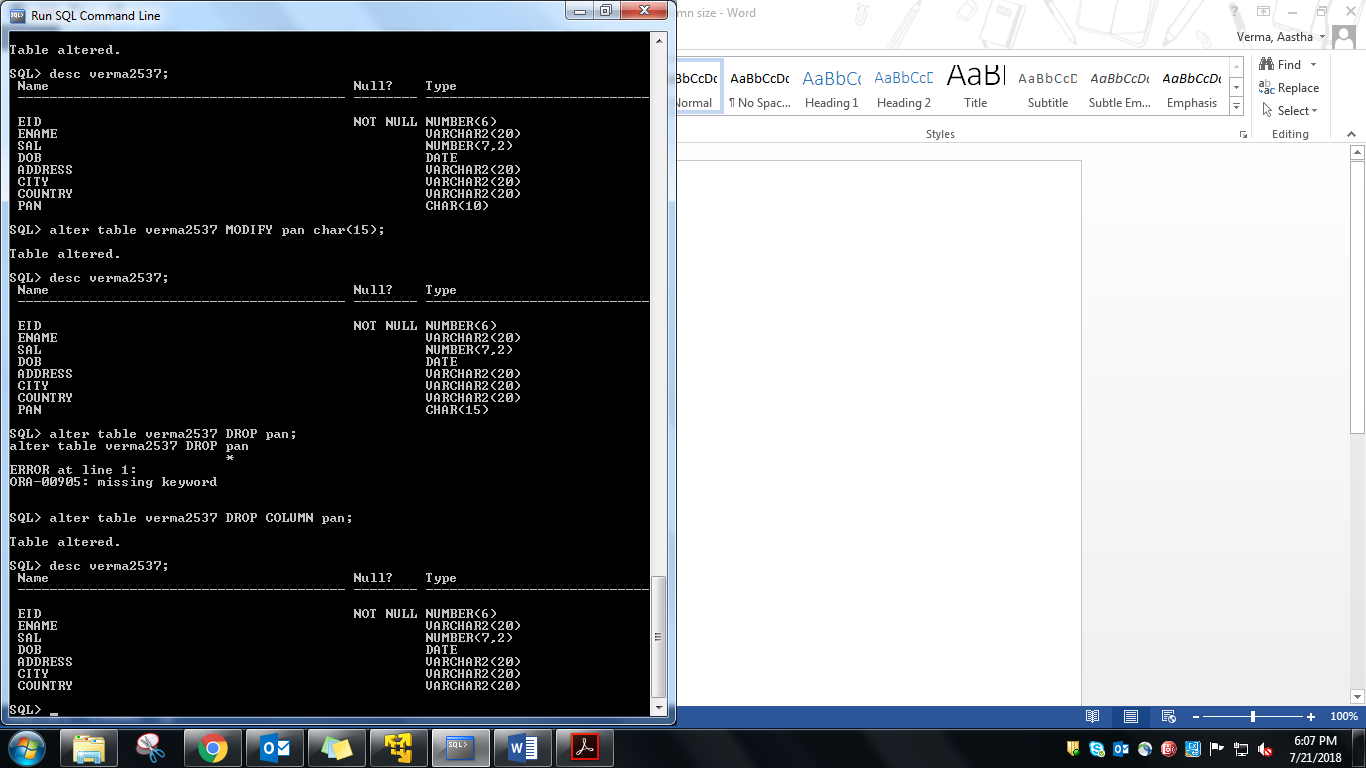 Run SQL Command Line
Table altered.
SQL> desc verma2537;
Name Null? Type
EID NOT NULL NUMBER(6)
ENAME VARCHAR2(20)
SAL NUMBER(7,2)
DOB DATE
ADDRESS VARCHAR2(20)
CITY VARCHAR2(20)
COUNTRY VARCHAR2(20)
PAN CHAR(10)
SQL> alter table verma2537 MODIFY pan char(15);
Table altered.
SQL> desc verma2537;
Name Null? Type
EID NOT NULL NUMBER(6)
ENAME VARCHAR2(20)
SAL NUMBER(7,2)
DOB DATE
ADDRESS VARCHAR2(20)
CITY VARCHAR2(20)
COUNTRY VARCHAR2(20)
PAN CHAR(15)
SQL> alter table verma2537 DROP pan;
alter table verma2537 DROP pan
*
ERROR at line 1:
ORA-00905: missing keyword
SQL> alter table verma2537 DROP COLUMN pan;
Table altered.
SQL> desc verma2537;
Name Null? Type
EID NOT NULL NUMBER(6)
ENAME VARCHAR2(20)
SAL NUMBER(7,2)
DOB DATE
ADDRESS VARCHAR2(20)
CITY VARCHAR2(20)
COUNTRY VARCHAR2(20)
SQL> _
mn size - Word
Verma, Aastha
BbCcDc AaBbCcDc AaBbCc AaBbCcD AaBl AaBbCcD AaBbCcDc AaBbCcDc
Normal ¶ No Spac... Heading 1 Heading 2 Title Subtitle Subtle Em... Emphasis
Styles
Find
Replace
Select
Editing
100%
SQL>
6:07 PM
7/21/2018